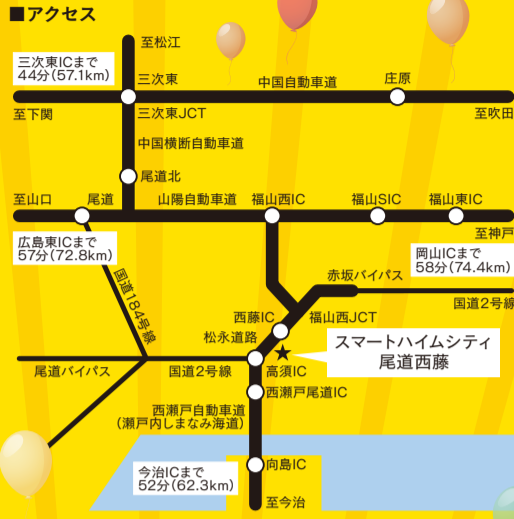 ■アクセス
至松江
三次東ICまで
44分(57.1km)
三次東
中国自動車道
庄原
至下関
三次東JCT
至吹田
中国横断自動車道
尾道北
至山口
尾道
山陽自動車道
福山西IC
福山SIC
福山東IC
至神戸
広島東ICまで
57分(72.8km)
岡山ICまで
58分(74.4km)
国道184号線
赤坂バイパス
国道2号線
西藤IC
福山西JCT
松永道路
スマートハイムシティ
尾道西藤
★
尾道バイパス
国道2号線
高須IC
西瀬戸尾道IC
西瀬戸自動車道
(瀬戸内しまなみ海道)
今治ICまで
52分(62.3km)
向島IC
至今治